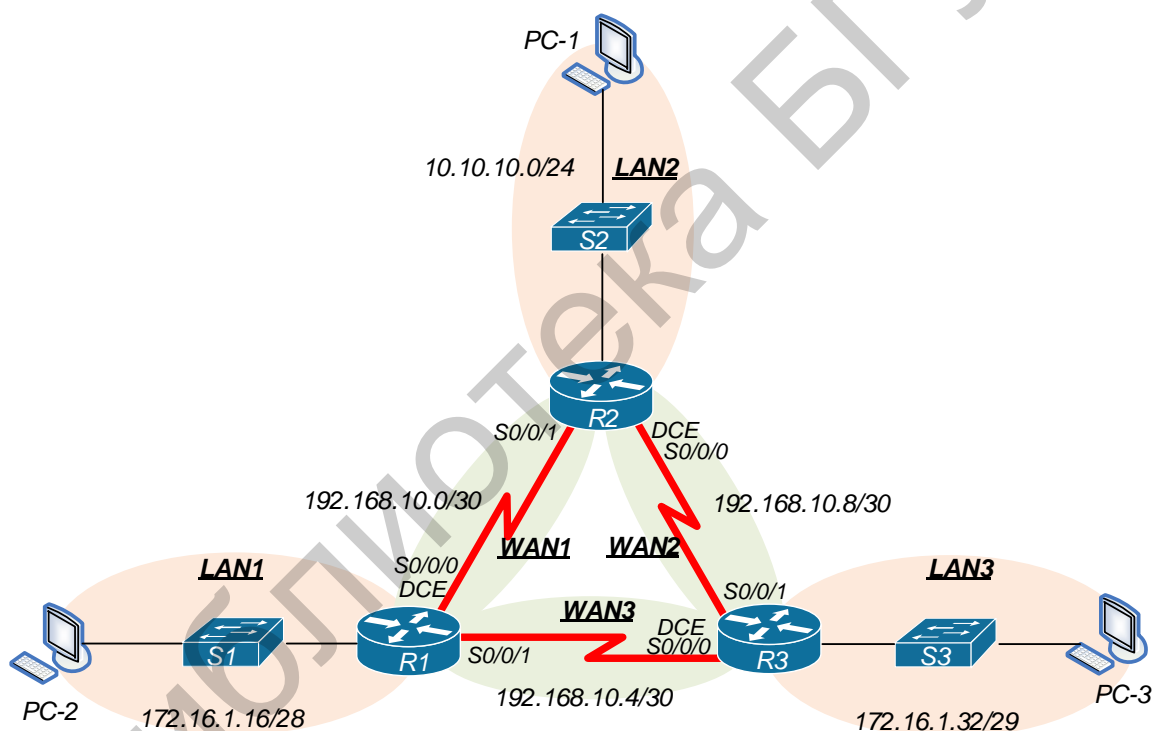 PC-1
10.10.10.0/24
LAN2
S2
R2
S0/0/1
DCE
S0/0/0
192.168.10.0/30
192.168.10.8/30
WAN1
WAN2
LAN1
S0/0/0
DCE
S0/0/1
LAN3
WAN3
DCE
S0/0/0
S1
R1
S0/0/1
R3
S3
192.168.10.4/30
PC-2
172.16.1.16/28
172.16.1.32/29
PC-3